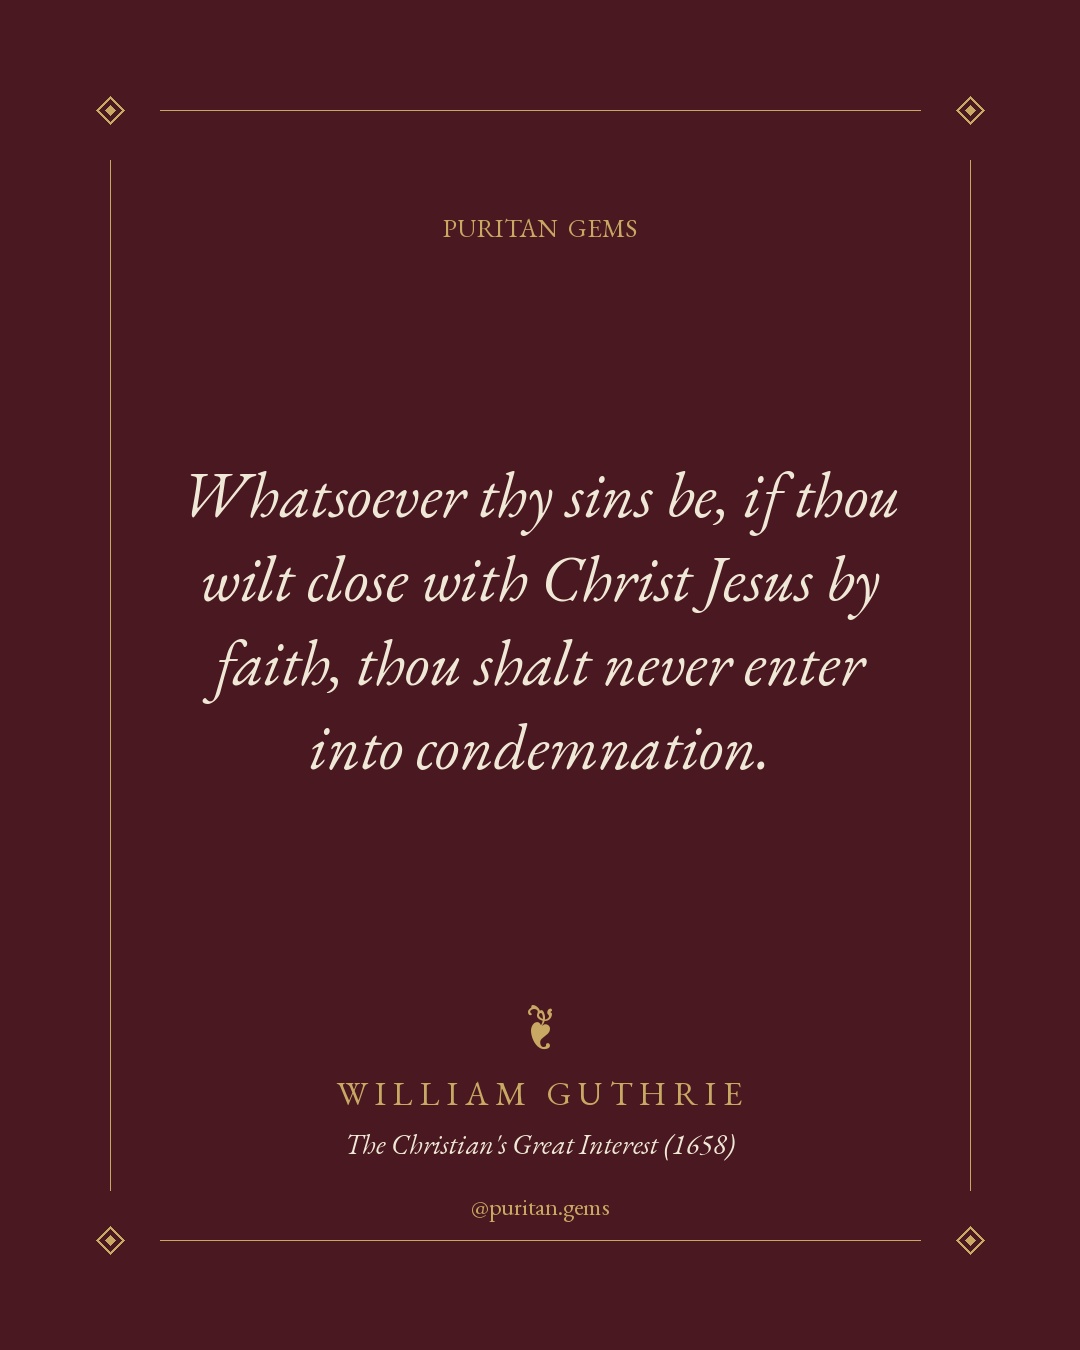 PURITAN GEMS
Whatsoever thy sins be, if thou
wilt close with Christ Jesus by
faith, thou shalt never enter
into condemnation.
❦
WILLIAM GUTHRIE
The Christian's Great Interest (1658)
@puritan.gems